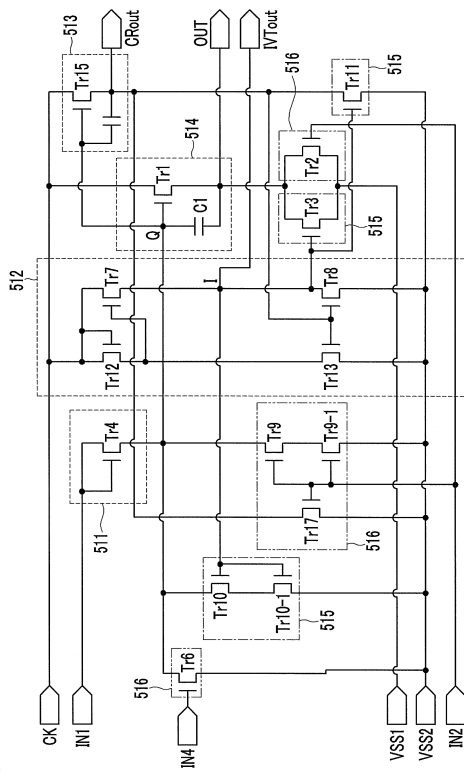 513
CRout
OUT
IVTout
Tr15
514
516
Tr11
515
Tr1
Q
C1
Tr2
Tr3
515
512
I
Tr7
Tr8
Tr12
Tr13
Tr4
511
Tr9
Tr9-1
Tr17
516
Tr10
Tr10-1
515
Tr6
516
CK
IN1
IN4
VSS1
VSS2
IN2